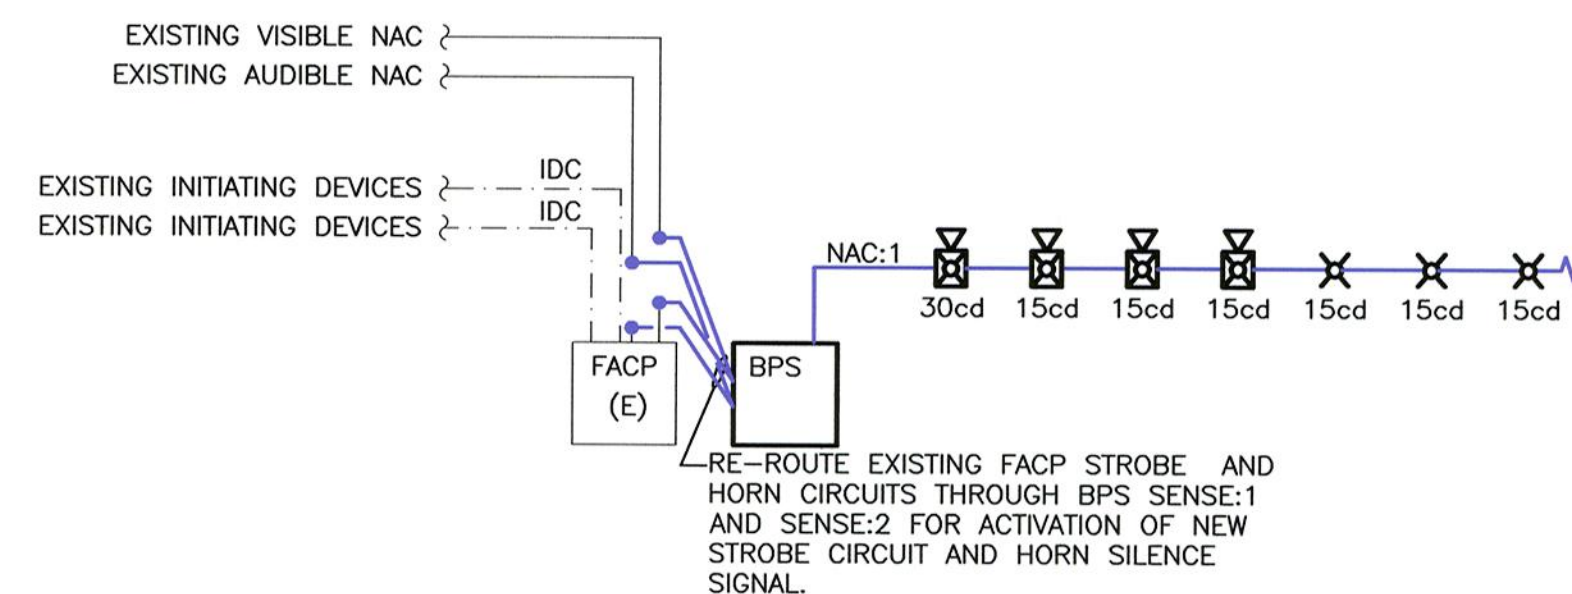 EXISTING VISIBLE NAC
EXISTING AUDIBLE NAC
IDC
EXISTING INITIATING DEVICES
IDC
EXISTING INITIATING DEVICES
NAC:1
30cd 15cd 15cd 15cd 15cd 15cd 15cd
FACP
(E)
BPS
RE-ROUTE EXISTING FACP STROBE AND
HORN CIRCUITS THROUGH BPS SENSE:1
AND SENSE:2 FOR ACTIVATION OF NEW
STROBE CIRCUIT AND HORN SILENCE
SIGNAL.